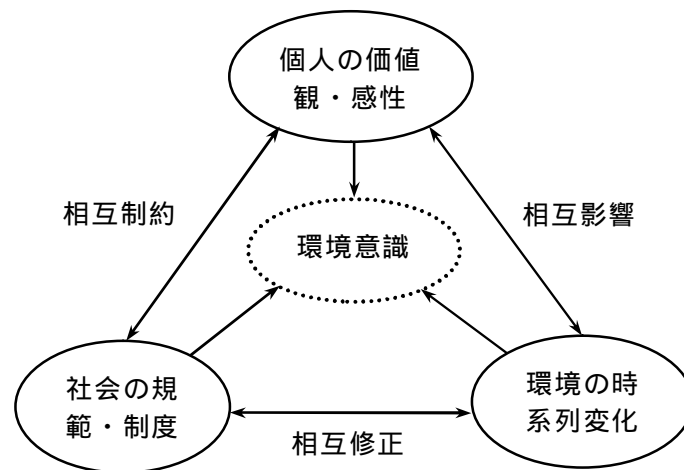 個人の価値
観・感性
相互制約
相互影響
環境意識
社会の規
範・制度
環境の時
系列変化
相互修正